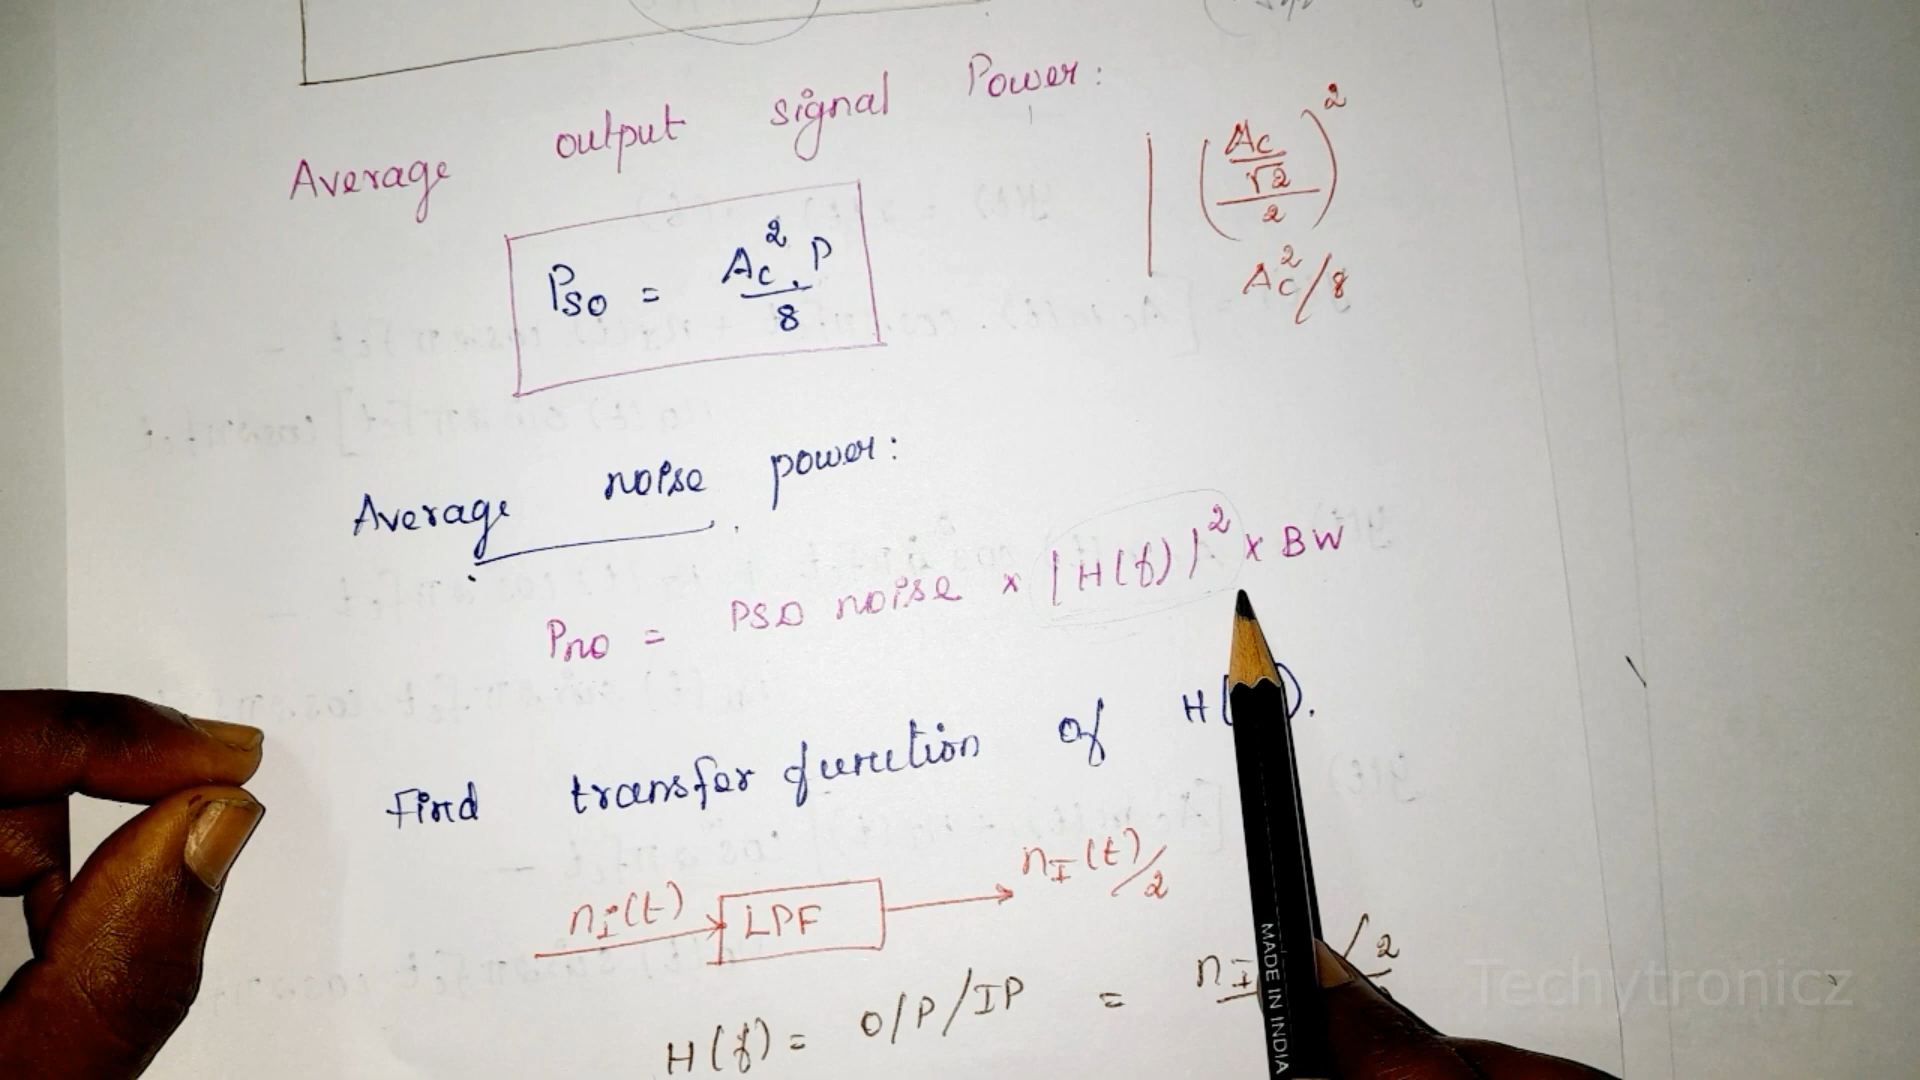 Average output signal Power:
( Ac/√2 / 2 )²
Pso = Ac². P / 8
Ac²/8
Average noise power:
Pno = PSD noise x |H(f)|² x BW
Find transfer function of H( ).
nI(t) LPF nI(t)/2
H(f) = O/P/IP = nI /2
MADE IN INDIA
Techytronicz